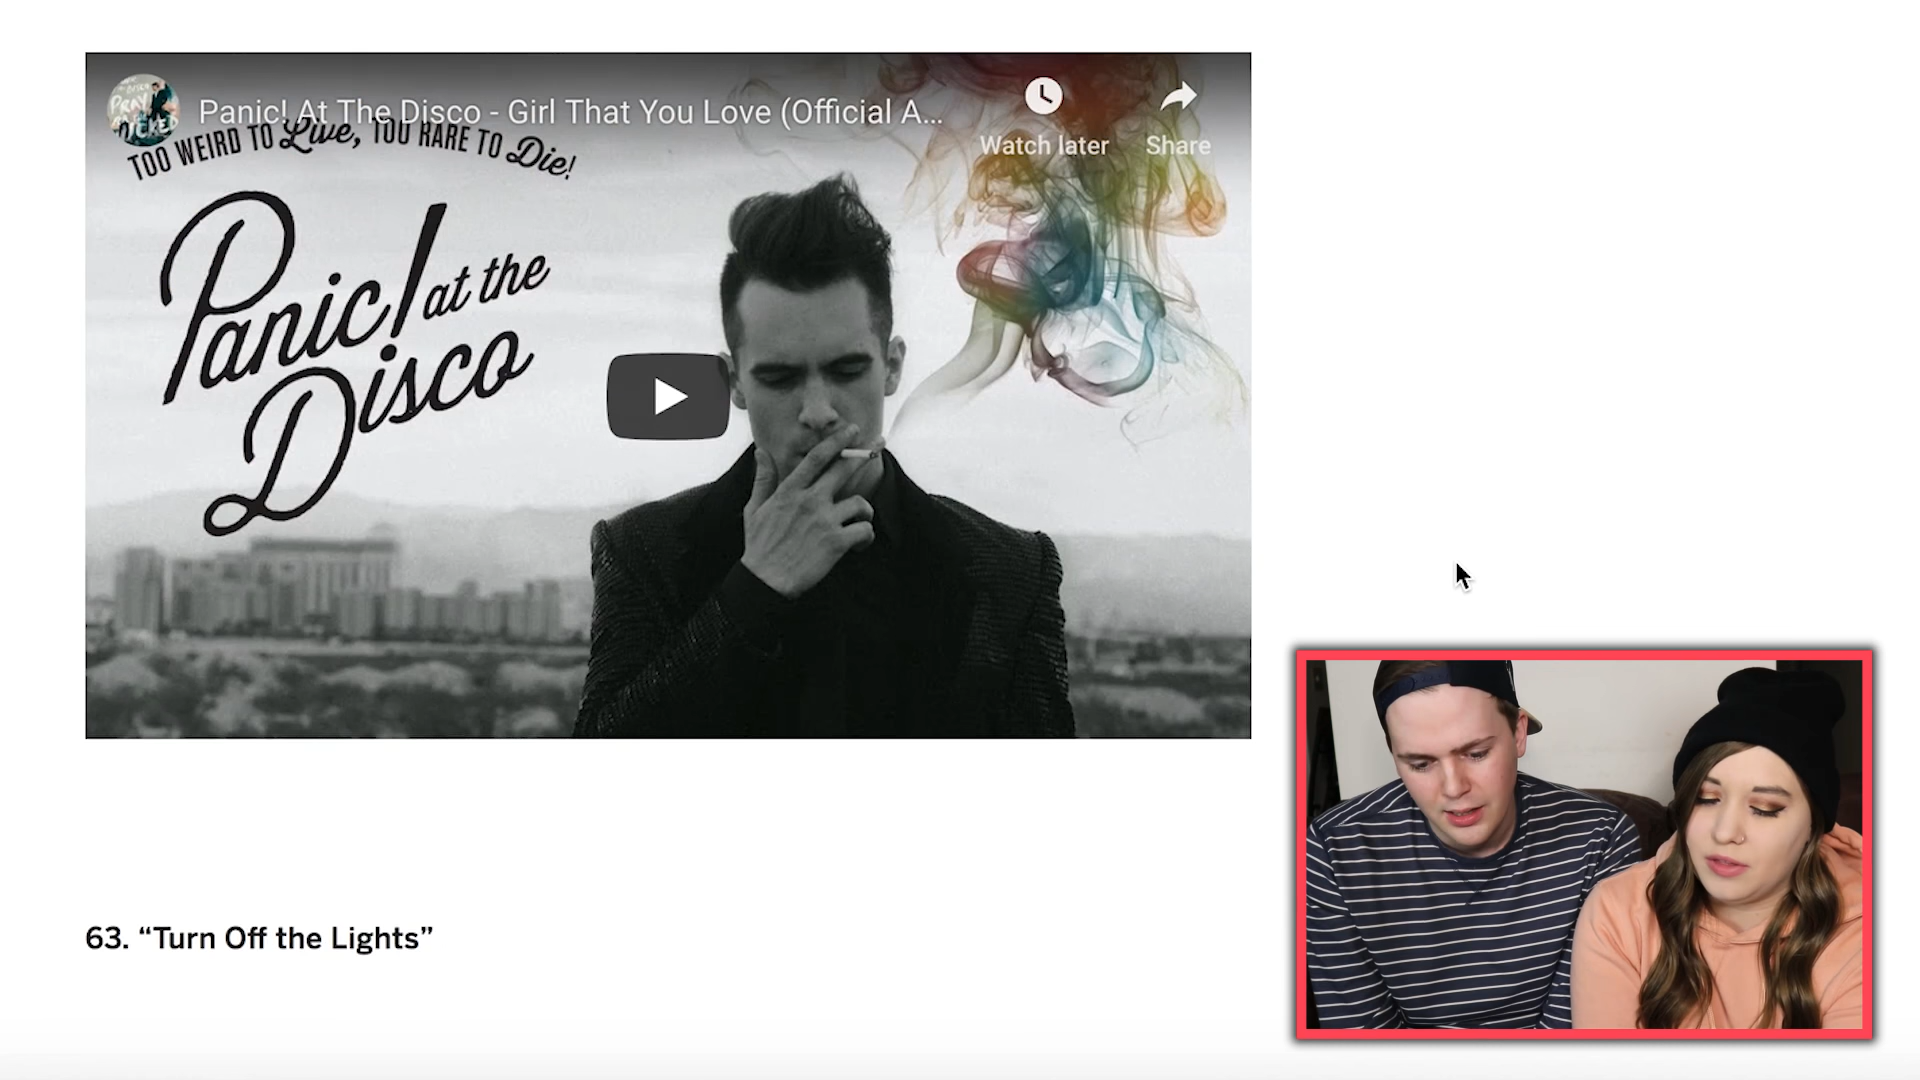 Panic! At The Disco - Girl That You Love (Official A...
Watch later
Share
TOO WEIRD TO Live, TOO RARE TO Die!
Panic! at the
Disco
63. “Turn Off the Lights”